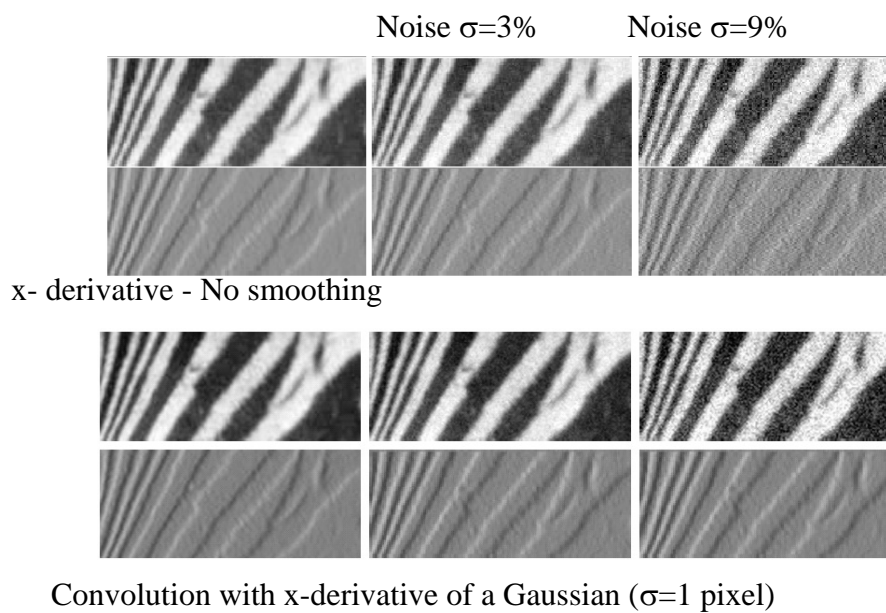 Noise σ=3% Noise σ=9%
x- derivative - No smoothing
Convolution with x-derivative of a Gaussian (σ=1 pixel)